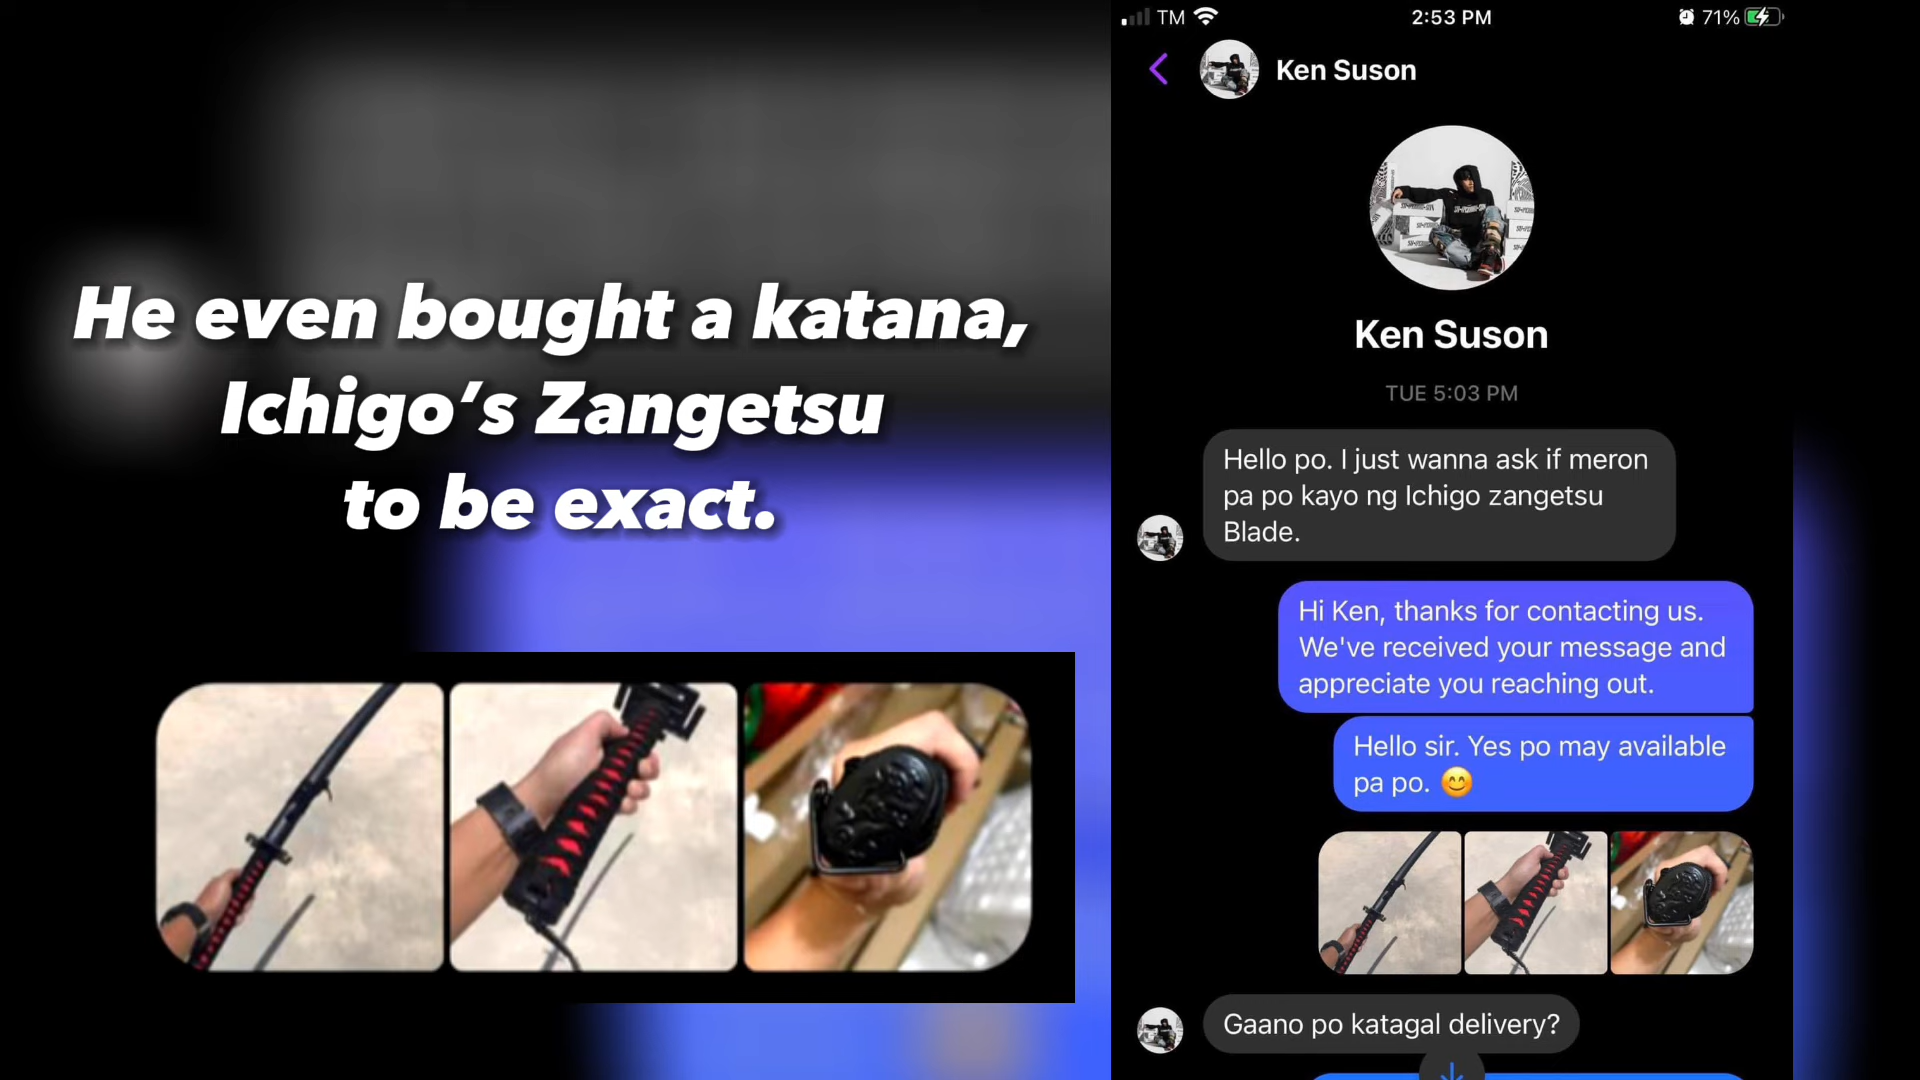 He even bought a katana,
Ichigo’s Zangetsu
to be exact.
TM
2:53 PM
71%
Ken Suson
Ken Suson
TUE 5:03 PM
Hello po. I just wanna ask if meron
pa po kayo ng Ichigo zangetsu
Blade.
Hi Ken, thanks for contacting us.
We've received your message and
appreciate you reaching out.
Hello sir. Yes po may available
pa po. 😊
Gaano po katagal delivery?